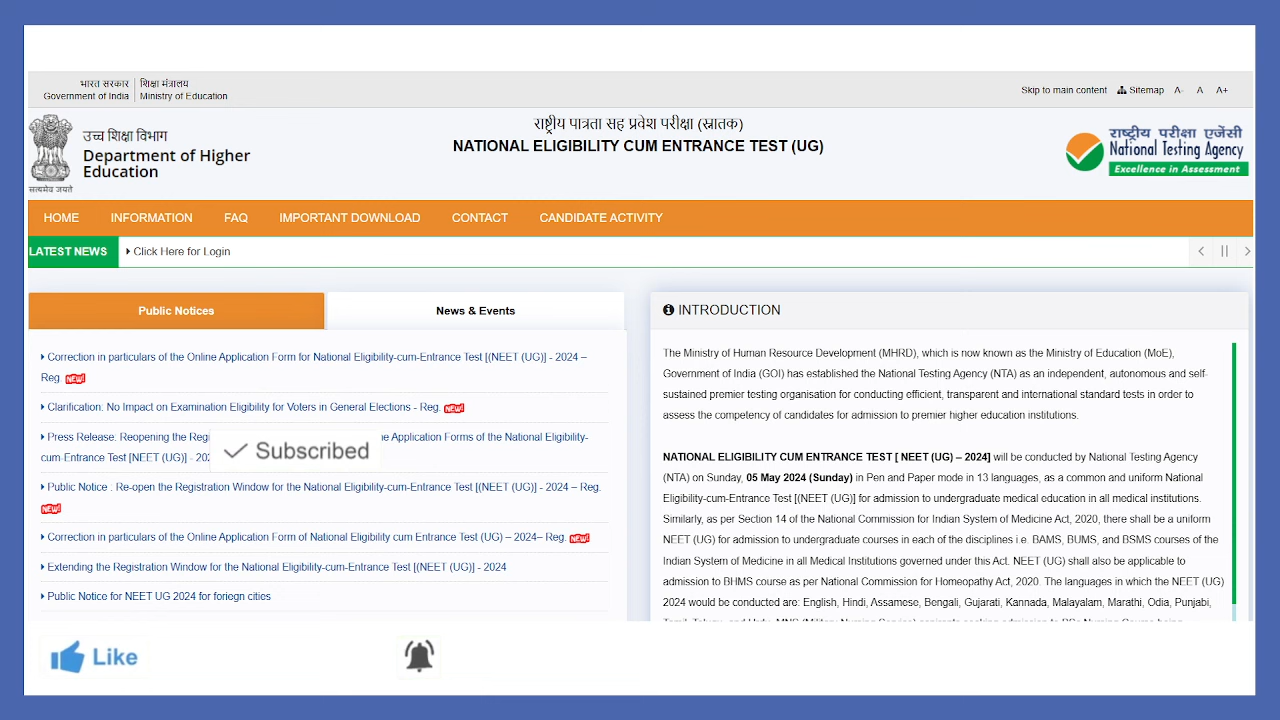 भारत सरकार
Government of India
शिक्षा मंत्रालय
Ministry of Education
Skip to main content
Sitemap
A-
A
A+
सत्यमेव जयते
उच्च शिक्षा विभाग
Department of Higher
Education
राष्ट्रीय पात्रता सह प्रवेश परीक्षा (स्नातक)
NATIONAL ELIGIBILITY CUM ENTRANCE TEST (UG)
राष्ट्रीय परीक्षा एजेंसी
National Testing Agency
Excellence in Assessment
HOME
INFORMATION
FAQ
IMPORTANT DOWNLOAD
CONTACT
CANDIDATE ACTIVITY
LATEST NEWS
Click Here for Login
Public Notices
News & Events
Correction in particulars of the Online Application Form for National Eligibility-cum-Entrance Test [(NEET (UG)] - 2024 –
Reg. NEW!
Clarification: No Impact on Examination Eligibility for Voters in General Elections - Reg. NEW!
Press Release: Reopening the Reg
e Application Forms of the National Eligibility-
cum-Entrance Test [NEET (UG)] - 202
Subscribed
Public Notice : Re-open the Registration Window for the National Eligibility-cum-Entrance Test [(NEET (UG)] - 2024 – Reg.
NEW!
Correction in particulars of the Online Application Form of National Eligibility cum Entrance Test (UG) – 2024– Reg. NEW!
Extending the Registration Window for the National Eligibility-cum-Entrance Test [(NEET (UG)] - 2024
Public Notice for NEET UG 2024 for foriegn cities
INTRODUCTION
The Ministry of Human Resource Development (MHRD), which is now known as the Ministry of Education (MoE),
Government of India (GOI) has established the National Testing Agency (NTA) as an independent, autonomous and self-
sustained premier testing organisation for conducting efficient, transparent and international standard tests in order to
assess the competency of candidates for admission to premier higher education institutions.
NATIONAL ELIGIBILITY CUM ENTRANCE TEST [ NEET (UG) – 2024] will be conducted by National Testing Agency
(NTA) on Sunday, 05 May 2024 (Sunday) in Pen and Paper mode in 13 languages, as a common and uniform National
Eligibility-cum-Entrance Test [(NEET (UG)] for admission to undergraduate medical education in all medical institutions.
Similarly, as per Section 14 of the National Commission for Indian System of Medicine Act, 2020, there shall be a uniform
NEET (UG) for admission to undergraduate courses in each of the disciplines i.e. BAMS, BUMS, and BSMS courses of the
Indian System of Medicine in all Medical Institutions governed under this Act. NEET (UG) shall also be applicable to
admission to BHMS course as per National Commission for Homeopathy Act, 2020. The languages in which the NEET (UG)
2024 would be conducted are: English, Hindi, Assamese, Bengali, Gujarati, Kannada, Malayalam, Marathi, Odia, Punjabi,
Tamil, Telugu, and Urdu. MNS (Military Nursing Service) aspirants seeking admission to BSc Nursing Course being
Like